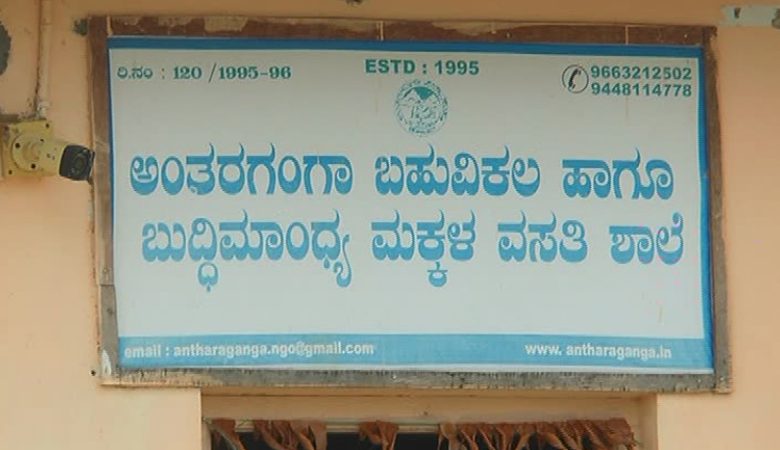 ರಿ.ನಂ : 120 / 1995-96 ESTD : 1995 9663212502
9448114778
ಅಂತರಗಂಗಾ ಬಹುವಿಕಲ ಹಾಗೂ
ಬುದ್ಧಿಮಾಂಧ್ಯ ಮಕ್ಕಳ ವಸತಿ ಶಾಲೆ
email : antharaganga.ngo@gmail.com www. antharaganga.in